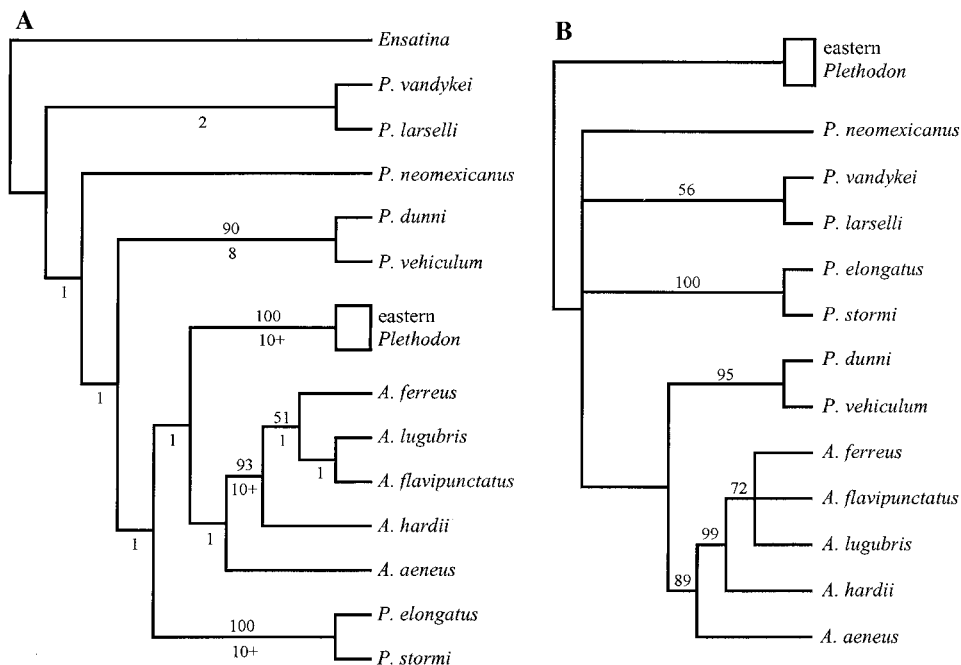 A
Ensatina
P. vandykei
2
P. larselli
P. neomexicanus
1
P. dunni
90
8
P. vehiculum
1
eastern
100
Plethodon
10+
A. ferreus
51
1
A. lugubris
1
1
93
A. flavipunctatus
10+
A. hardii
1
1
A. aeneus
P. elongatus
100
10+
P. stormi
B
eastern
Plethodon
P. neomexicanus
P. vandykei
56
P. larselli
P. elongatus
100
P. stormi
P. dunni
95
P. vehiculum
A. ferreus
72
A. flavipunctatus
99
A. lugubris
89
A. hardii
A. aeneus